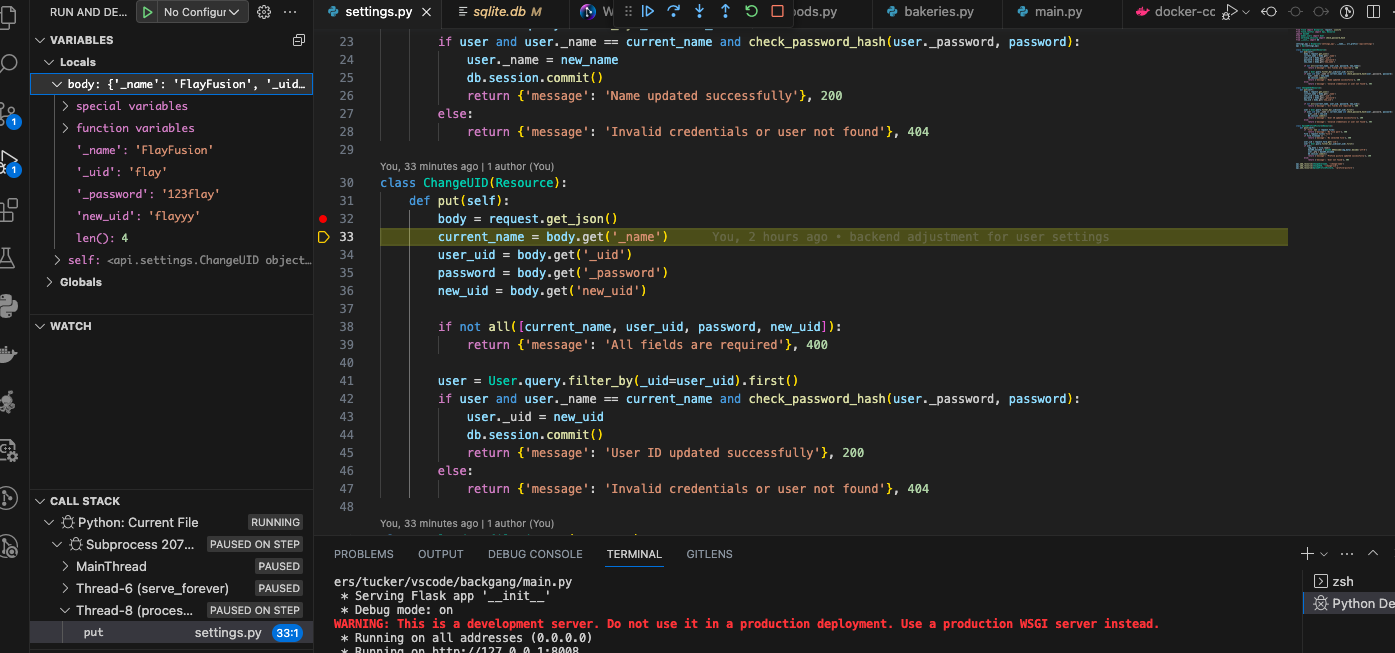 RUN AND DE... No Configur
settings.py sqlite.db M W ods.py bakeries.py main.py docker-cc
VARIABLES
Locals
body: {'_name': 'FlayFusion', '_uid…
special variables
function variables
'_name': 'FlayFusion'
'_uid': 'flay'
'_password': '123flay'
'new_uid': 'flayyy'
len(): 4
self: <api.settings.ChangeUID object…
Globals
WATCH
CALL STACK
Python: Current File RUNNING
Subprocess 207... PAUSED ON STEP
MainThread PAUSED
Thread-6 (serve_forever) PAUSED
Thread-8 (proces... PAUSED ON STEP
put settings.py 33:1
1
1
23 if user and user._name == current_name and check_password_hash(user._password, password):
24 user._name = new_name
25 db.session.commit()
26 return {'message': 'Name updated successfully'}, 200
27 else:
28 return {'message': 'Invalid credentials or user not found'}, 404
29
You, 33 minutes ago | 1 author (You)
30 class ChangeUID(Resource):
31 def put(self):
32 body = request.get_json()
33 current_name = body.get('_name') You, 2 hours ago • backend adjustment for user settings
34 user_uid = body.get('_uid')
35 password = body.get('_password')
36 new_uid = body.get('new_uid')
37
38 if not all([current_name, user_uid, password, new_uid]):
39 return {'message': 'All fields are required'}, 400
40
41 user = User.query.filter_by(_uid=user_uid).first()
42 if user and user._name == current_name and check_password_hash(user._password, password):
43 user._uid = new_uid
44 db.session.commit()
45 return {'message': 'User ID updated successfully'}, 200
46 else:
47 return {'message': 'Invalid credentials or user not found'}, 404
48
You, 33 minutes ago | 1 author (You)
PROBLEMS OUTPUT DEBUG CONSOLE TERMINAL GITLENS
ers/tucker/vscode/backgang/main.py
* Serving Flask app '__init__'
* Debug mode: on
WARNING: This is a development server. Do not use it in a production deployment. Use a production WSGI server instead.
* Running on all addresses (0.0.0.0)
* Running on http://127.0.0.1:8008
zsh
Python De